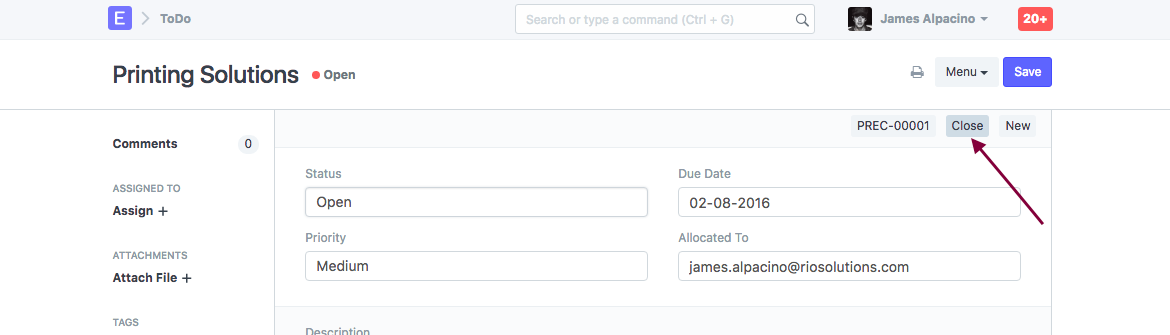 E ToDo Search or type a command (Ctrl + G) James Alpacino 20+
Printing Solutions Open Menu Save
PREC-00001 Close New
Comments 0
ASSIGNED TO
Assign +
ATTACHMENTS
Attach File +
TAGS
Status
Open
Due Date
02-08-2016
Priority
Medium
Allocated To
james.alpacino@riosolutions.com
Description